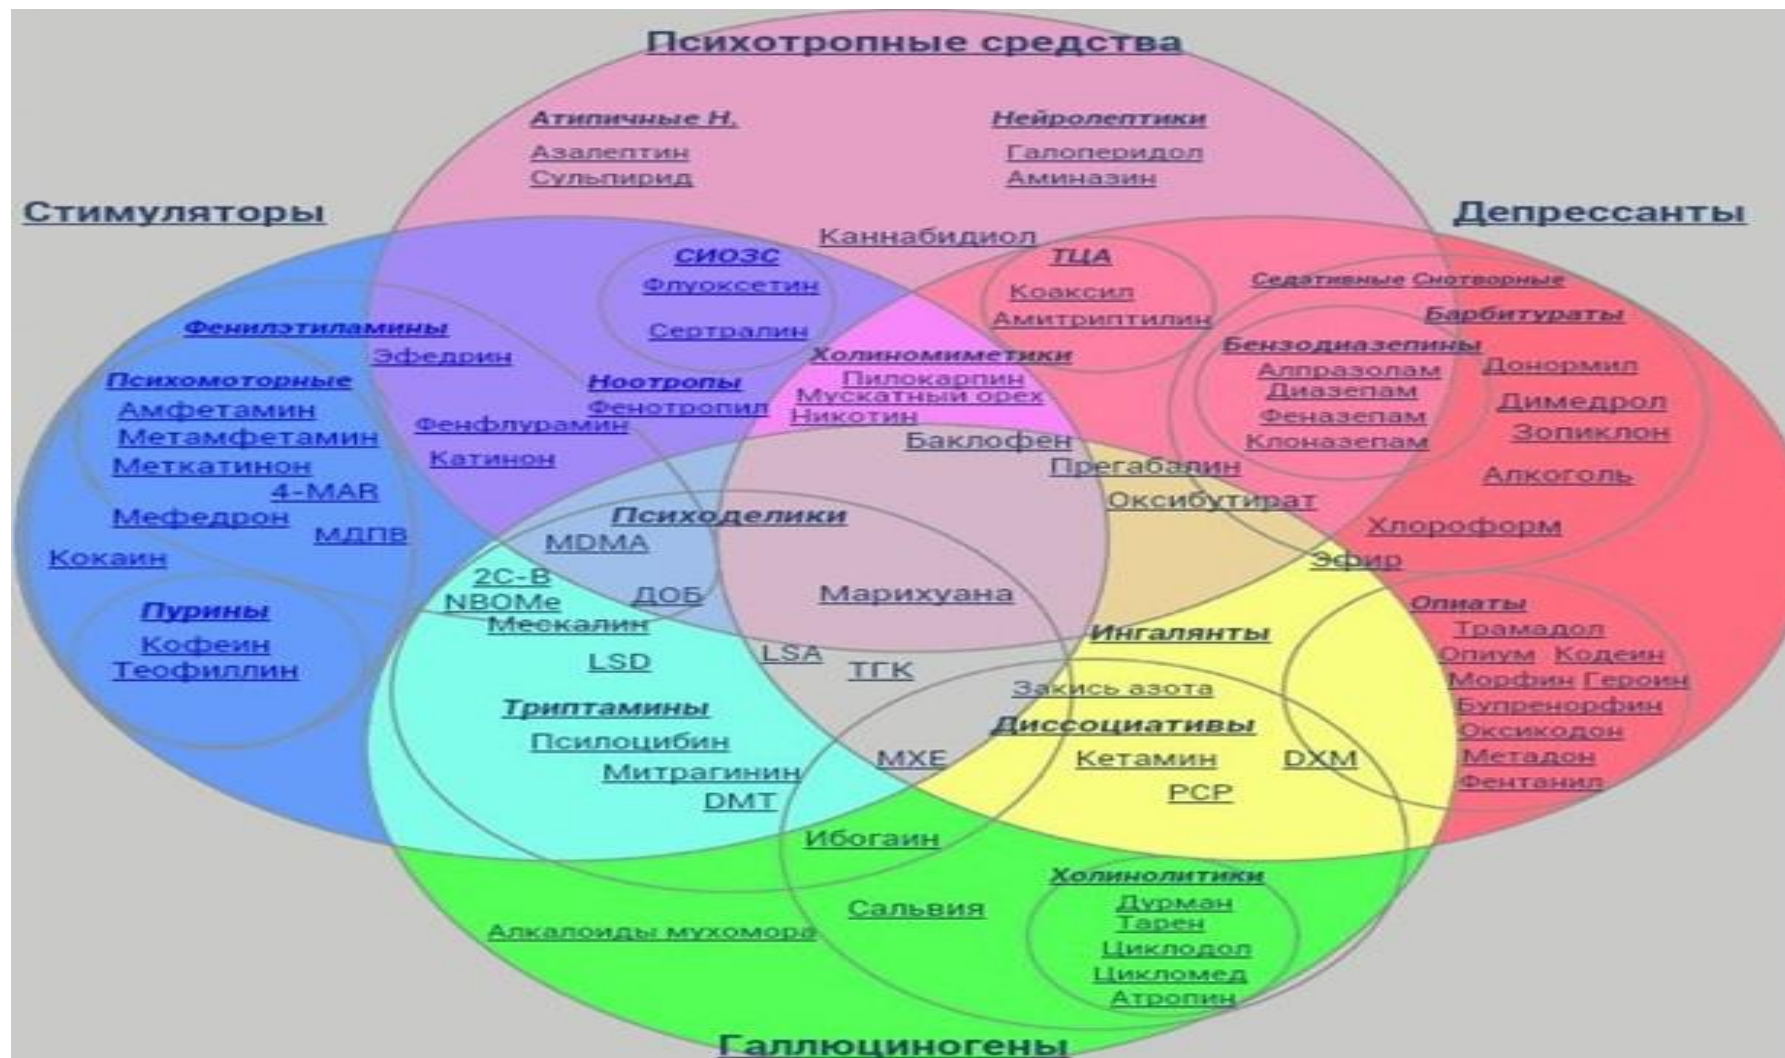 Психотропные средства
Атипичные Н.
Азалептин
Сульпирид
Нейролептики
Галоперидол
Аминазин
Стимуляторы
Депрессанты
Каннабидиол
СИОЗС
Флуоксетин
Сертралин
ТЦА
Коаксил
Амитриптилин
Седативные Снотворные
Барбитураты
Бензодиазепины
Алпразолам
Диазепам
Феназепам
Клоназепам
Донормил
Димедрол
Зопиклон
Алкоголь
Хлороформ
Эфир
Фенилэтиламины
Эфедрин
Психомоторные
Амфетамин
Метамфетамин
Меткатинон
4-MAR
Мефедрон
МДПВ
Кокаин
Ноотропы
Фенотропил
Фенфлурамин
Катинон
Холиномиметики
Пилокарпин
Мускатный орех
Никотин
Баклофен
Прегабалин
Оксибутират
Психоделики
MDMA
2C-B
NBOMe
ДОБ
Мескалин
LSD
Марихуана
LSA
ТГК
Пурины
Кофеин
Теофиллин
Триптамины
Псилоцибин
Митрагинин
DMT
Ингалянты
Закись азота
Диссоциативы
MXE
Кетамин
DXM
PCP
Опиаты
Трамадол
Опиум Кодеин
Морфин Героин
Бупренорфин
Оксикодон
Метадон
Фентанил
Ибогаин
Сальвия
Алкалоиды мухомора
Холинолитики
Дурман
Тарен
Циклодол
Цикломед
Атропин
Галлюциногены